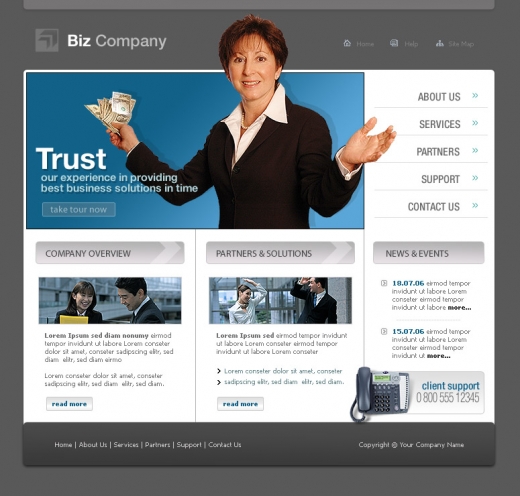 Biz Company
Home
Help
Site Map
ABOUT US »
SERVICES »
PARTNERS »
SUPPORT »
CONTACT US »
Trust
our experience in providing
best business solutions in time
take tour now
COMPANY OVERVIEW
Lorem Ipsum sed diam nonumy eirmod
tempor invidunt ut labore Lorem conseter
dolor sit amet, conseter sadipscing elitr, sed
diam elitr, sed diam eirmo
Lorem conseter dolor sit amet, conseter
sadipscing elitr, sed diam elitr, sed diam.
read more
PARTNERS & SOLUTIONS
Lorem Ipsum sed eirmod tempor invidunt
ut labore Lorem conseter eirmod tempor
invidunt ut labore Lorem conseter
Lorem conseter dolor sit amet, conseter
sadipscing elitr, sed diam elitr, sed diam.
read more
NEWS & EVENTS
18.07.06 eirmod tempor
invidunt ut labore Lorem
conseter eirmod tempor
invidunt ut labore more...
15.07.06 eirmod tempor
invidunt ut labore Lorem
conseter eirmod tempor
invidunt ut more...
client support
0 800 555 12345
Home | About Us | Services | Partners | Support | Contact Us
Copyright © Your Company Name